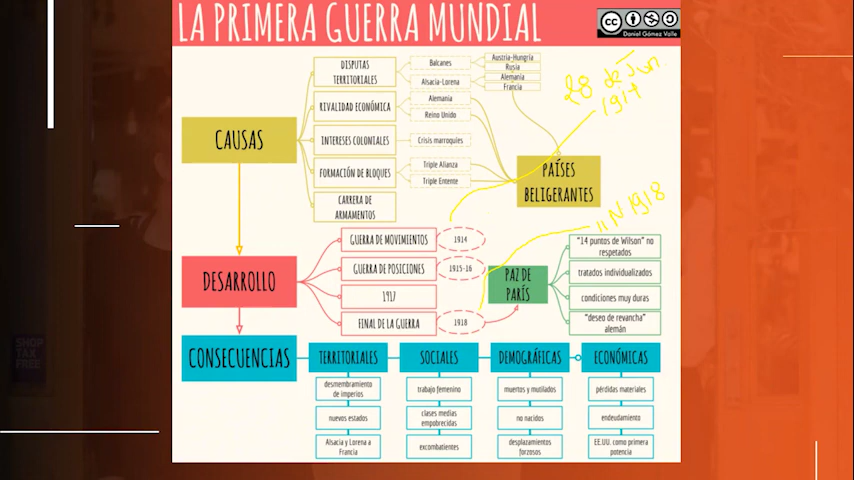 LA PRIMERA GUERRA MUNDIAL
cc
Daniel Gómez Valle
CAUSAS
DISPUTAS
TERRITORIALES
Balcanes
Austria-Hungría
Rusia
Alsacia-Lorena
Alemania
Francia
RIVALIDAD ECONÓMICA
Alemania
Reino Unido
INTERESES COLONIALES
Crisis marroquíes
FORMACIÓN DE BLOQUES
Triple Alianza
Triple Entente
CARRERA DE
ARMAMENTOS
PAÍSES
BELIGERANTES
28 de Jun
1914
DESARROLLO
GUERRA DE MOVIMIENTOS
1914
GUERRA DE POSICIONES
1915-16
1917
FINAL DE LA GUERRA
1918
11 N 1918
PAZ DE
PARÍS
"14 puntos de Wilson" no
respetados
tratados individualizados
condiciones muy duras
"deseo de revancha"
alemán
CONSECUENCIAS
TERRITORIALES
desmembramiento
de imperios
nuevos estados
Alsacia y Lorena a
Francia
SOCIALES
trabajo femenino
clases medias
empobrecidas
excombatientes
DEMOGRÁFICAS
muertos y mutilados
no nacidos
desplazamientos
forzosos
ECONÓMICAS
pérdidas materiales
endeudamiento
EE.UU. como primera
potencia
SHOP
TAX
FREE